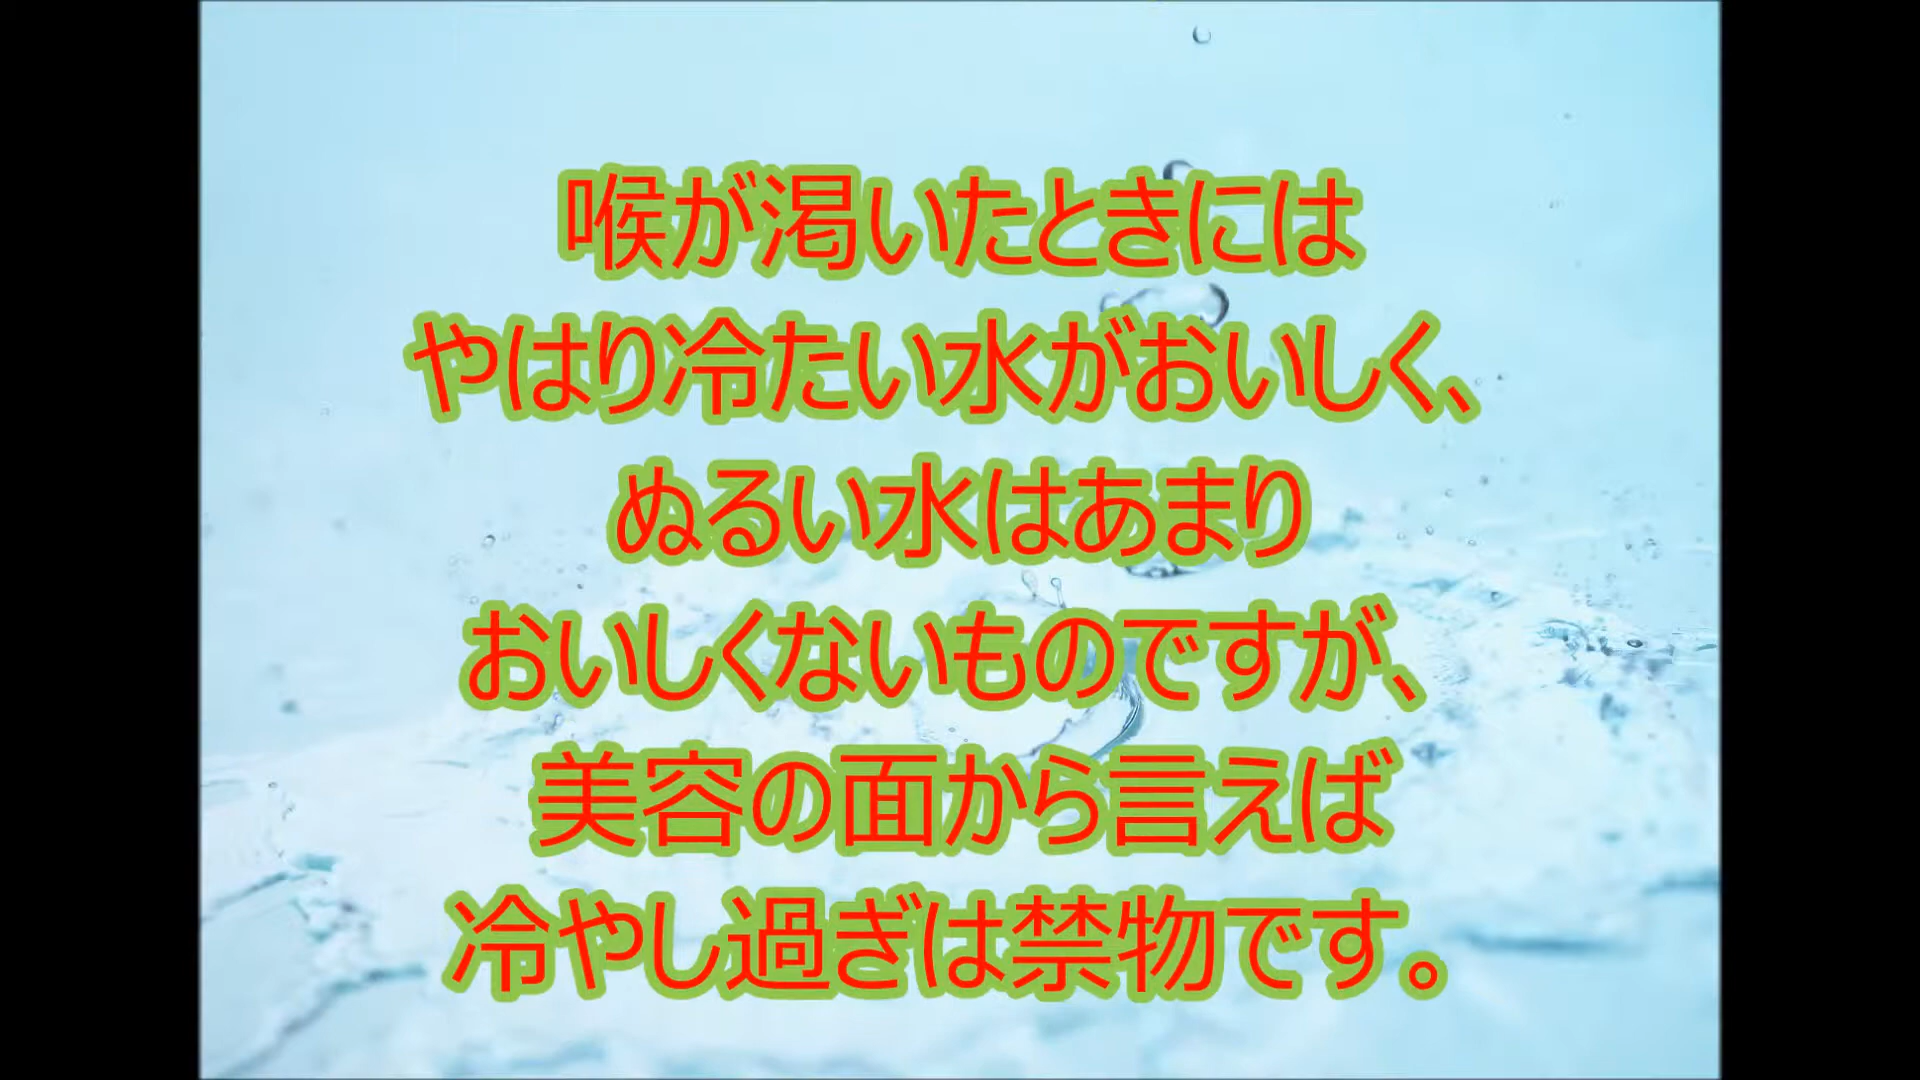 喉が渇いたときには
やはり冷たい水がおいしく、
ぬるい水はあまり
おいしくないものですが、
美容の面から言えば
冷やし過ぎは禁物です。